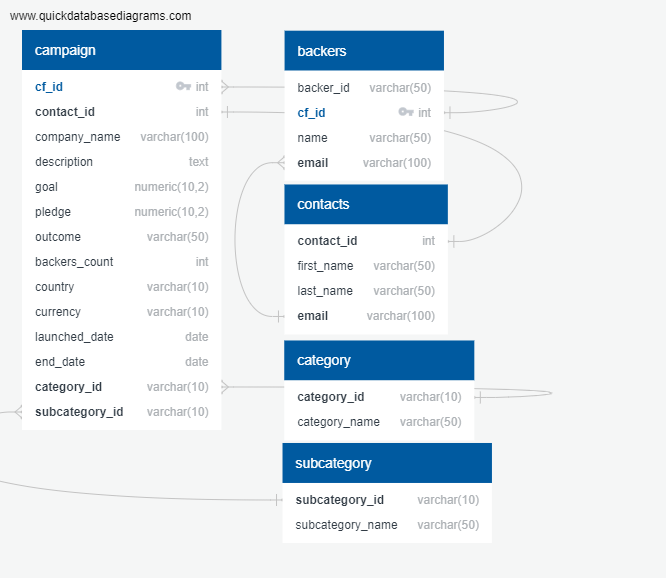 www.quickdatabasediagrams.com
campaign
cf_id int
contact_id int
company_name varchar(100)
description text
goal numeric(10,2)
pledge numeric(10,2)
outcome varchar(50)
backers_count int
country varchar(10)
currency varchar(10)
launched_date date
end_date date
category_id varchar(10)
subcategory_id varchar(10)
backers
backer_id varchar(50)
cf_id int
name varchar(50)
email varchar(100)
contacts
contact_id int
first_name varchar(50)
last_name varchar(50)
email varchar(100)
category
category_id varchar(10)
category_name varchar(50)
subcategory
subcategory_id varchar(10)
subcategory_name varchar(50)